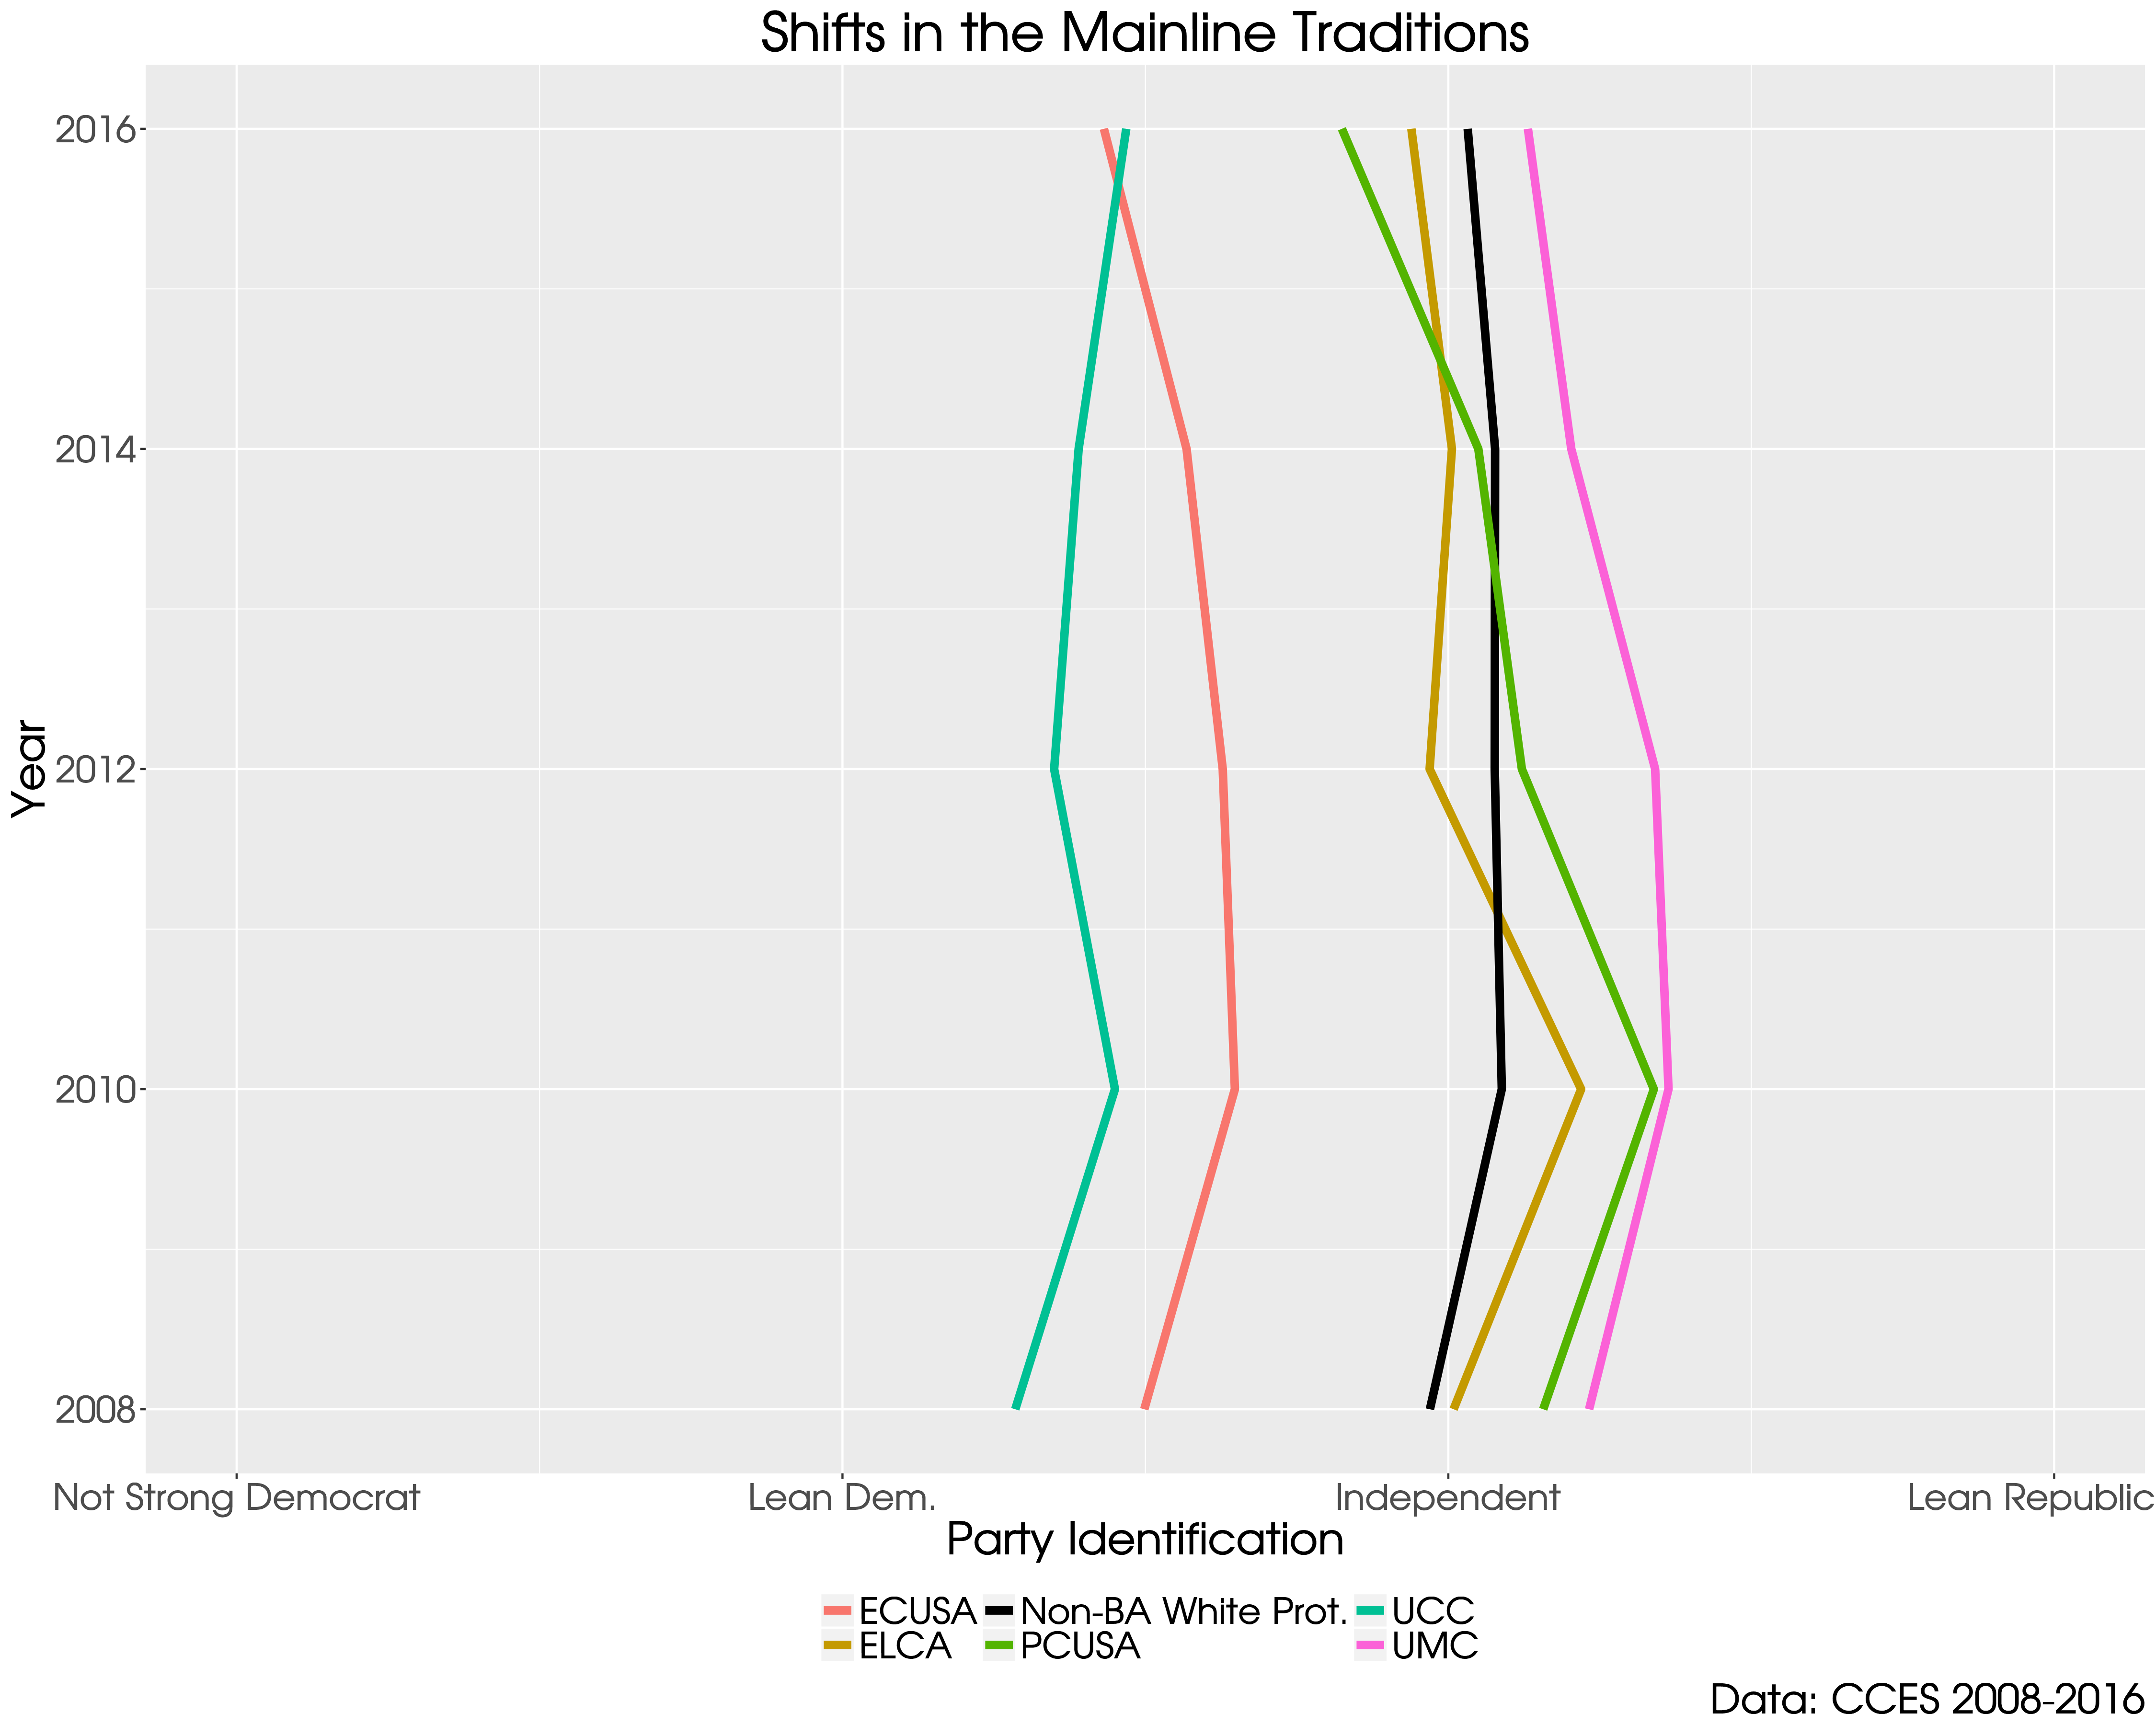 Shifts in the Mainline Traditions
Year
2016
2014
2012
2010
2008
Not Strong Democrat Lean Dem. Independent Lean Republic
Party Identification
ECUSA Non-BA White Prot. UCC
ELCA PCUSA UMC
Data: CCES 2008-2016